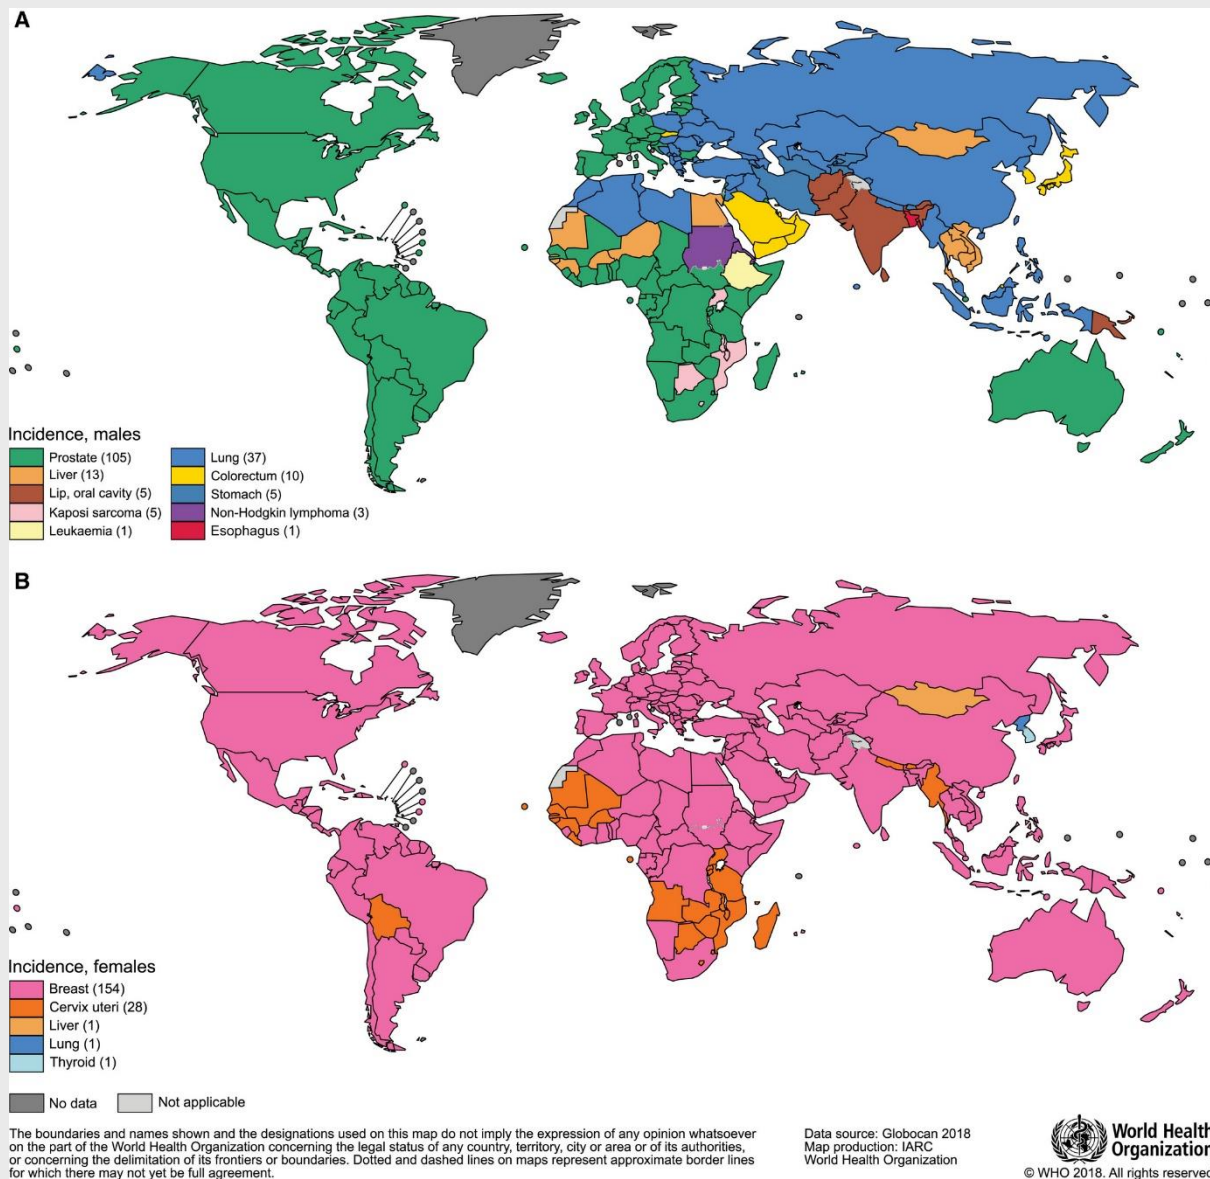 A
Incidence, males
Prostate (105)
Liver (13)
Lip, oral cavity (5)
Kaposi sarcoma (5)
Leukaemia (1)
Lung (37)
Colorectum (10)
Stomach (5)
Non-Hodgkin lymphoma (3)
Esophagus (1)
B
Incidence, females
Breast (154)
Cervix uteri (28)
Liver (1)
Lung (1)
Thyroid (1)
No data
Not applicable
The boundaries and names shown and the designations used on this map do not imply the expression of any opinion whatsoever
on the part of the World Health Organization concerning the legal status of any country, territory, city or area or of its authorities,
or concerning the delimitation of its frontiers or boundaries. Dotted and dashed lines on maps represent approximate border lines
for which there may not yet be full agreement.
Data source: Globocan 2018
Map production: IARC
World Health Organization
World Health
Organization
© WHO 2018. All rights reserved